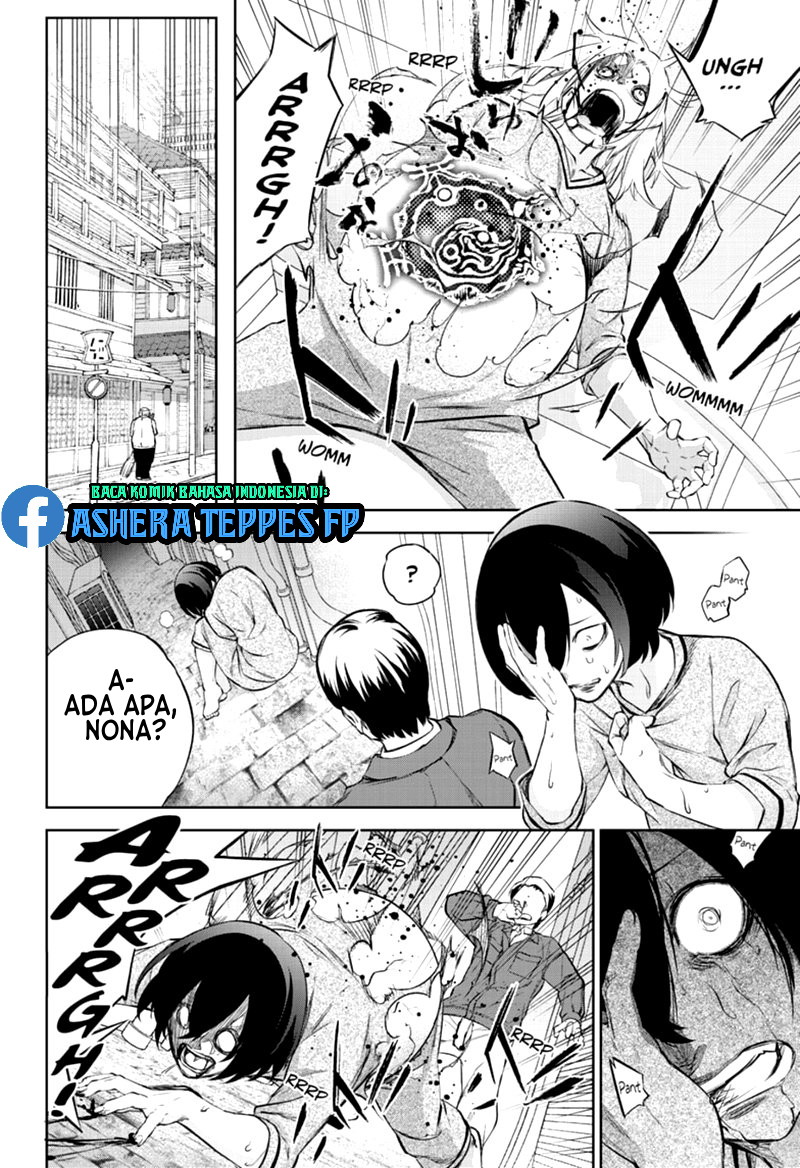 UNGH
...
RRRP
RRRP
ARRRGH!
RRRP
WOMMMM
WOMM
BACA KOMIK BAHASA INDONESIA DI:
ASHERA TEPPES FP
Pant
Pant
?
A-
ADA APA,
NONA?
Pant
Pant
Pant
RRRP
ARRRRGH!
RRRP
RRRP